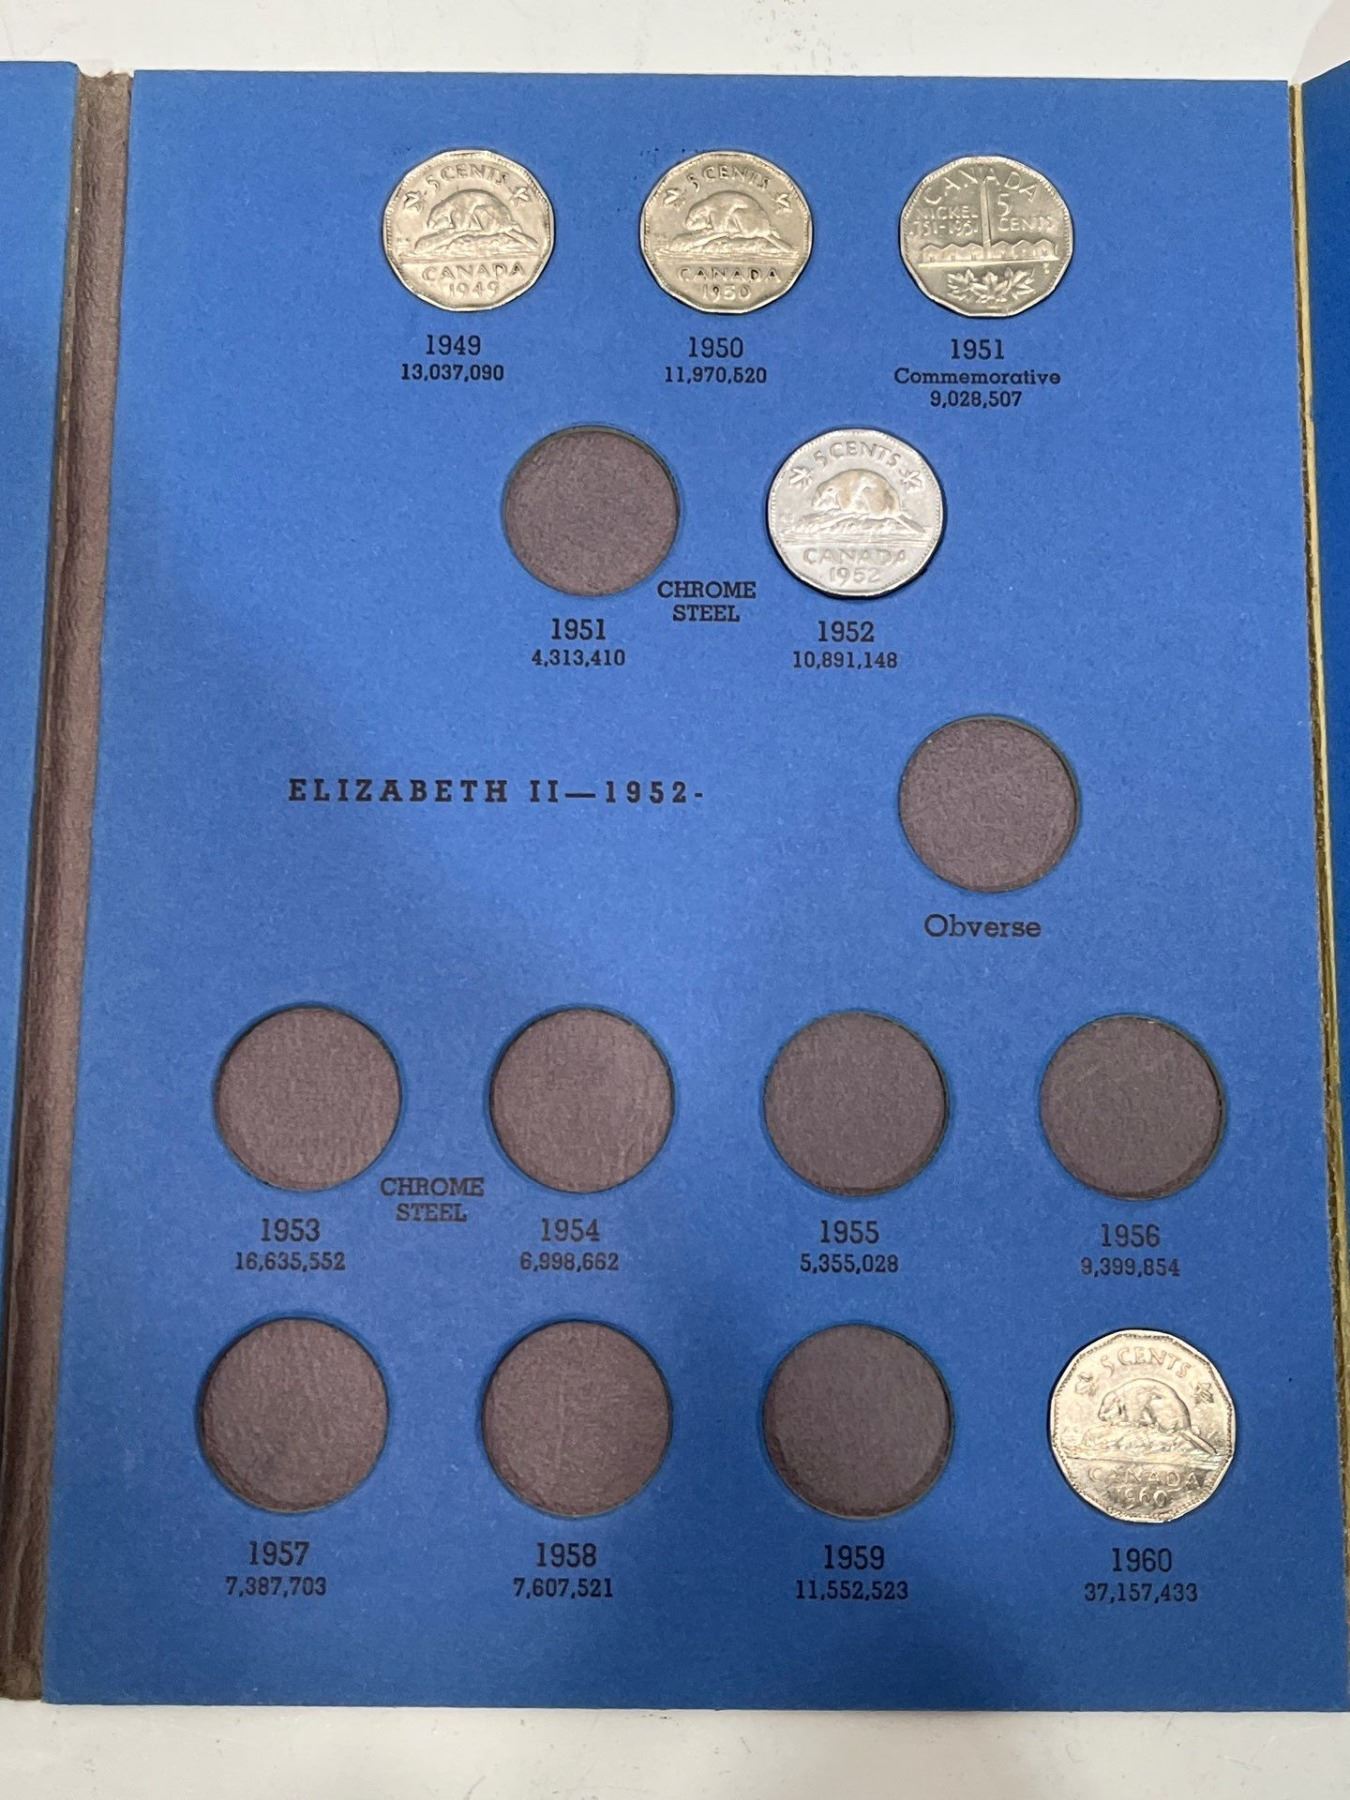 5 CENTS
CANADA
1949
5 CENTS
CANADA
1950
CANADA
NICKEL
5
CENTS
1949
13,037,090
1950
11,970,520
1951
Commemorative
9,028,507
5 CENTS
CANADA
1952
CHROME
STEEL
1951
4,313,410
1952
10,891,148
ELIZABETH II—1952-
Obverse
CHROME
STEEL
1953
16,635,552
1954
6,998,662
1955
5,355,028
1956
9,399,854
5 CENTS
CANADA
1960
1957
7,387,703
1958
7,607,521
1959
11,552,523
1960
37,157,433